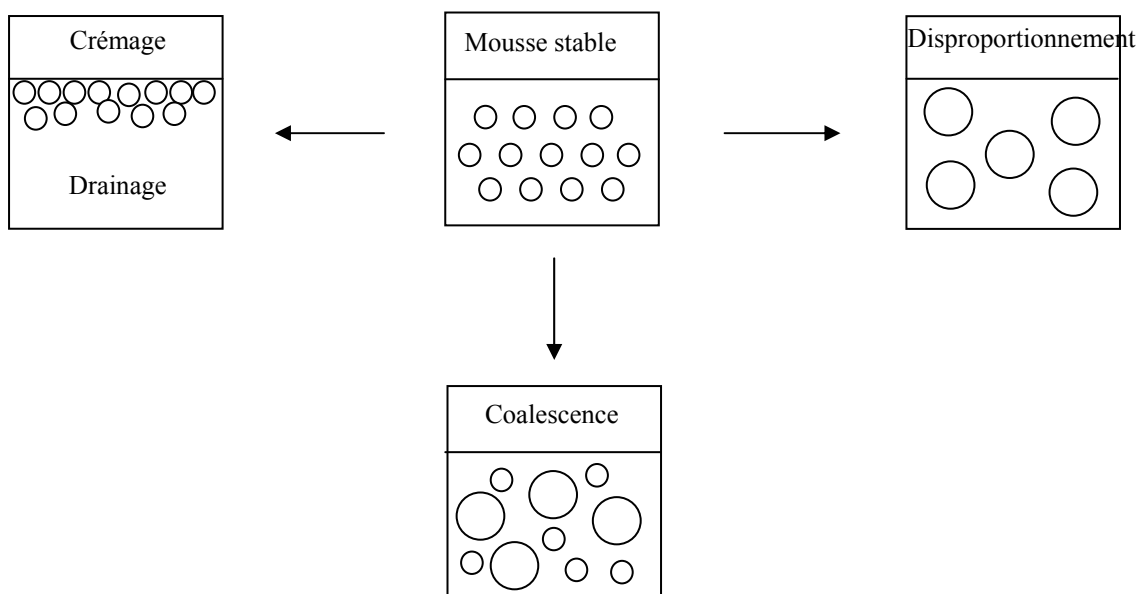 Crémage
Mousse stable
Disproportionnement
Drainage
Coalescence